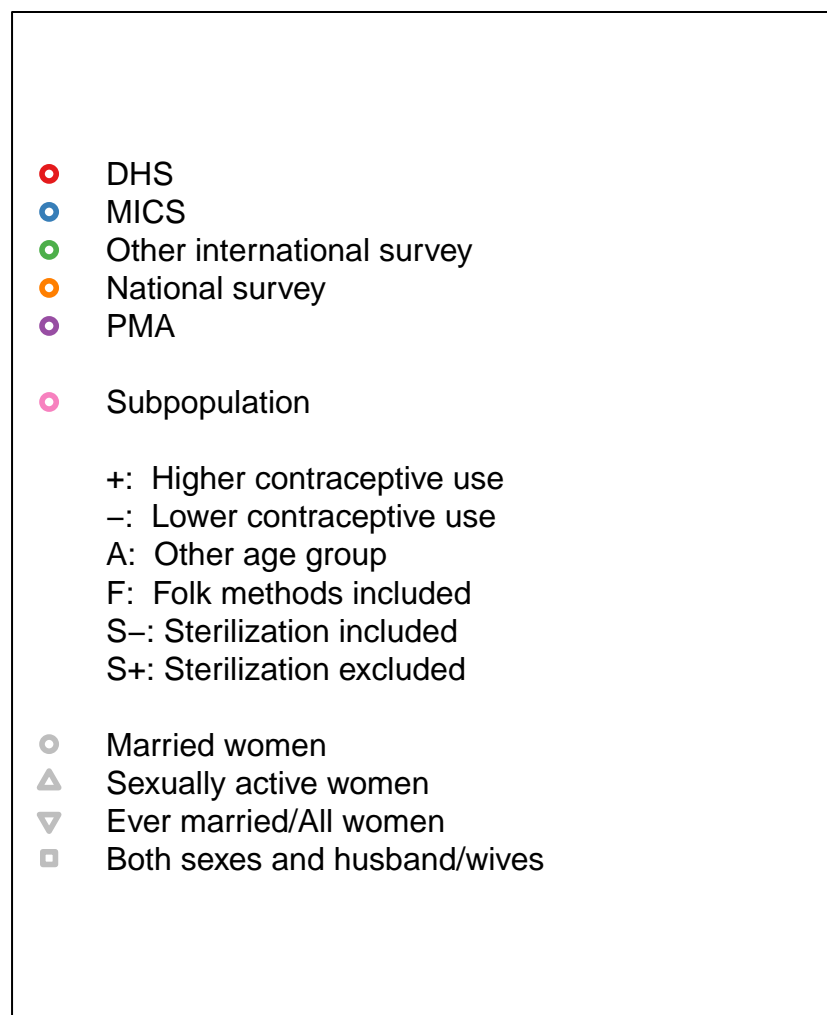 DHS
MICS
Other international survey
National survey
PMA
Subpopulation
+: Higher contraceptive use
−: Lower contraceptive use
A: Other age group
F: Folk methods included
S−: Sterilization included
S+: Sterilization excluded
Married women
Sexually active women
Ever married/All women
Both sexes and husband/wives